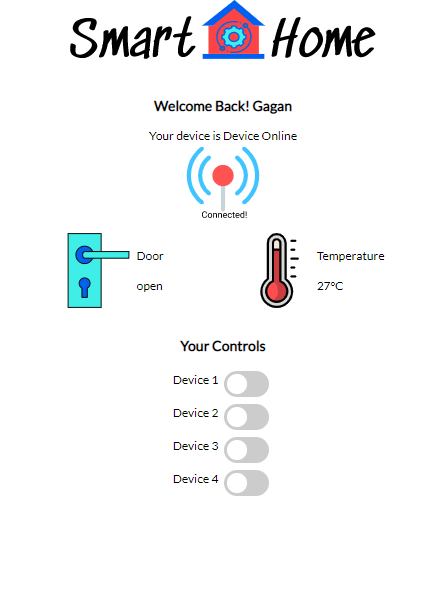 Smart Home
Welcome Back! Gagan
Your device is Device Online
Connected!
Door
open
Temperature
27°C
Your Controls
Device 1
Device 2
Device 3
Device 4